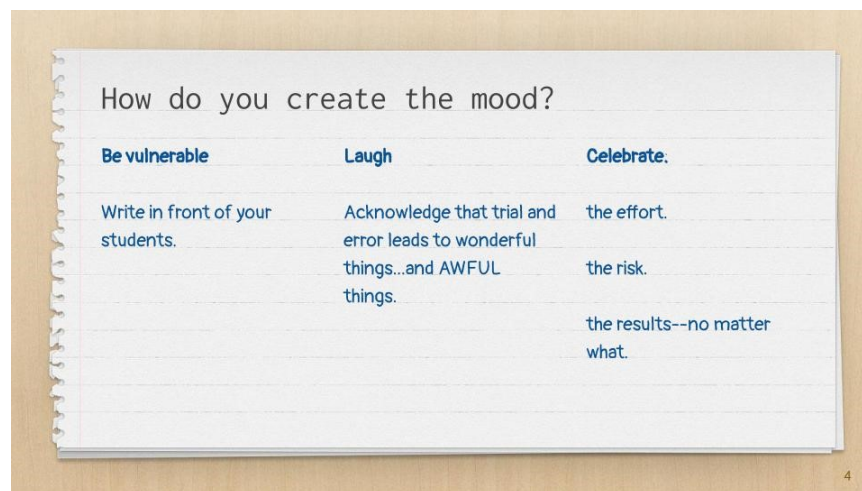 How do you create the mood?
Be vulnerable
Write in front of your
students.
Laugh
Acknowledge that trial and
error leads to wonderful
things...and AWFUL
things.
Celebrate.
the effort.
the risk.
the results--no matter
what.
4